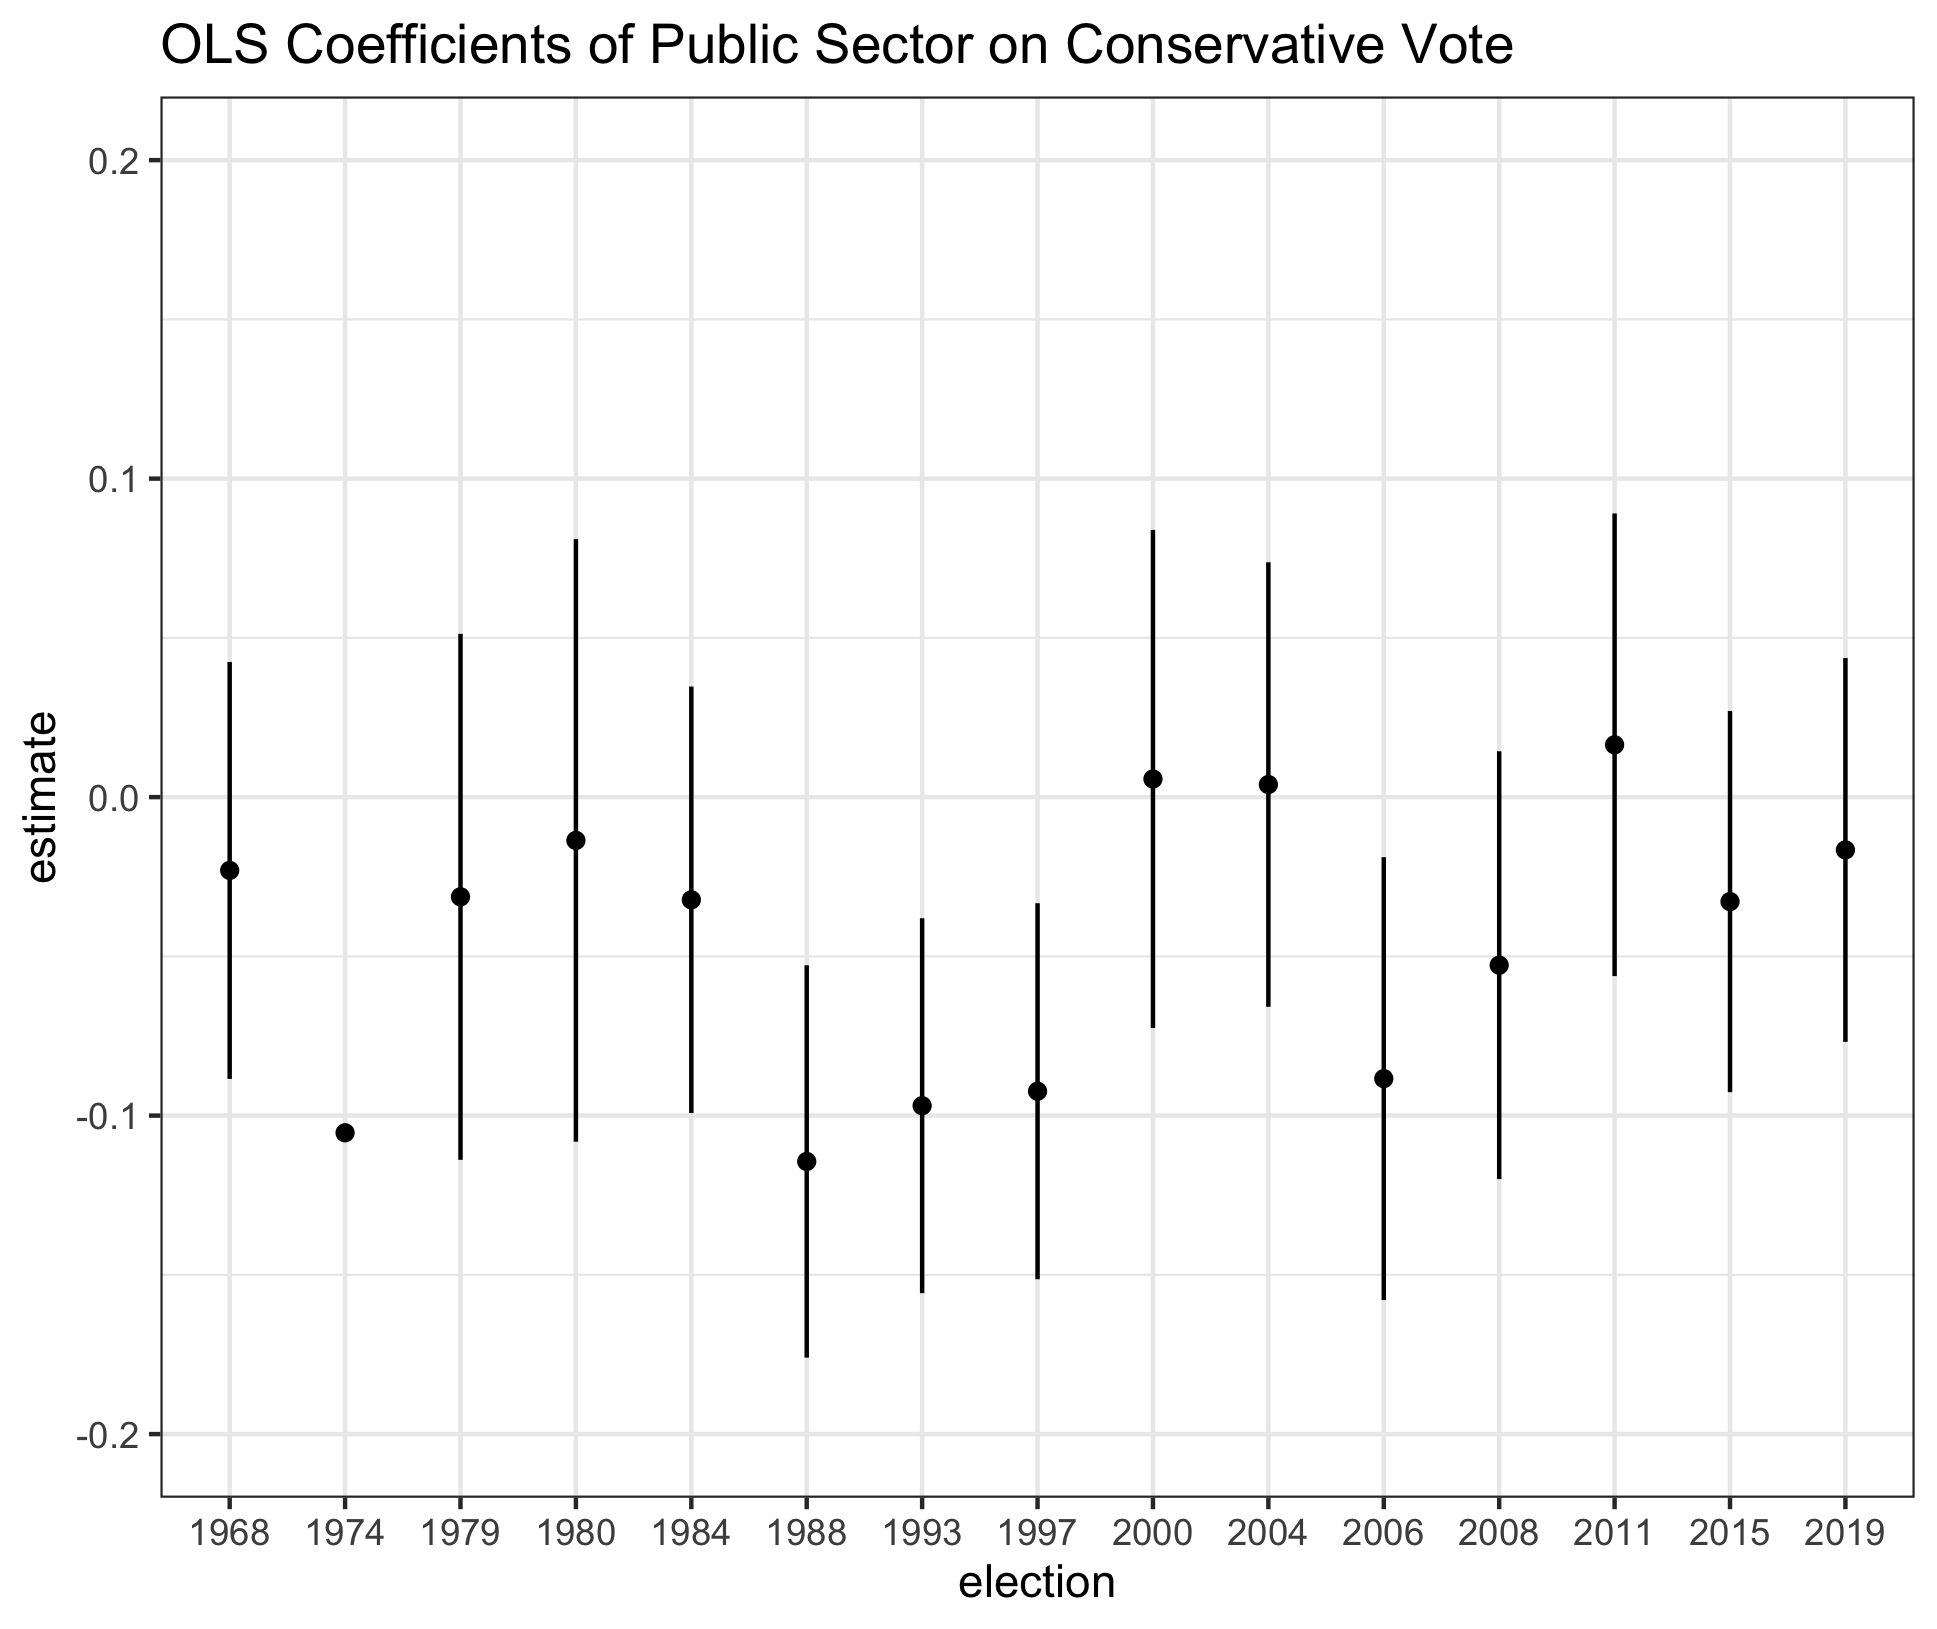 OLS Coefficients of Public Sector on Conservative Vote
0.2
0.1
0.0
-0.1
-0.2
estimate
1968 1974 1979 1980 1984 1988 1993 1997 2000 2004 2006 2008 2011 2015 2019
election